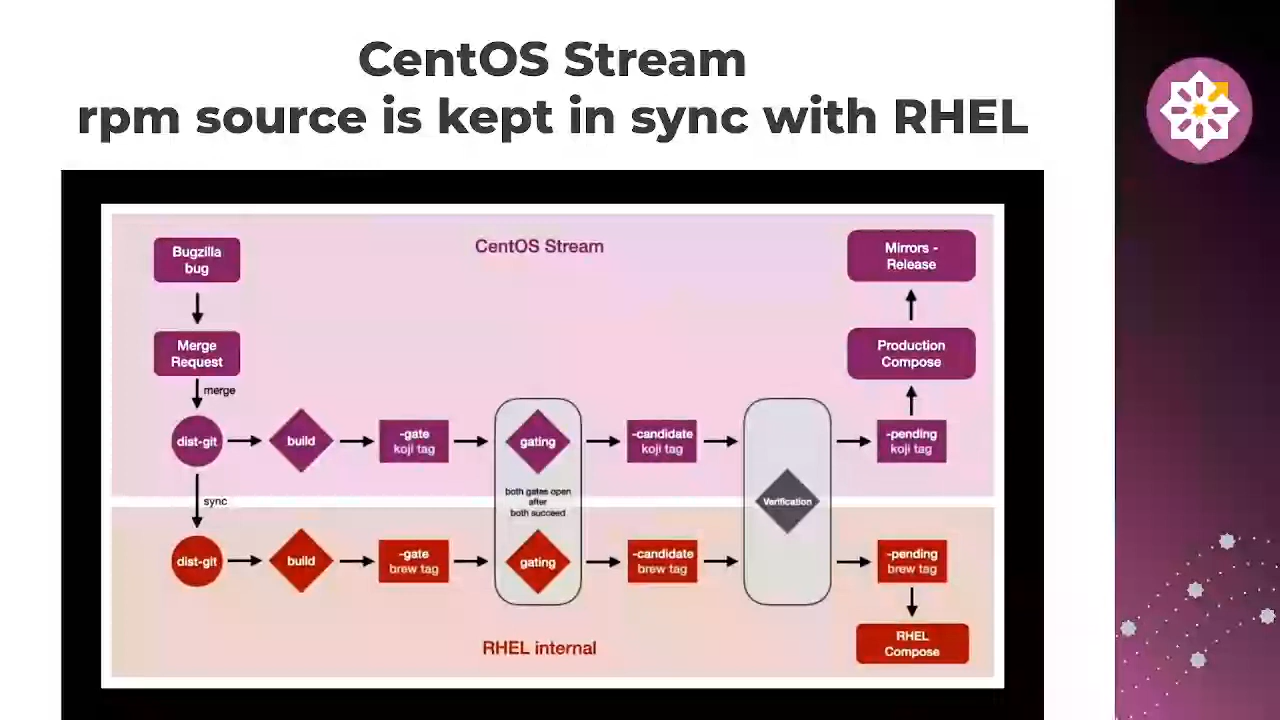 CentOS Stream
rpm source is kept in sync with RHEL
CentOS Stream
Bugzilla
bug
Merge
Request
merge
dist-git
build
-gate
koji tag
gating
-candidate
koji tag
-pending
koji tag
Production
Compose
Mirrors -
Release
both gates open
after
both succeed
Verification
sync
dist-git
build
-gate
brew tag
gating
-candidate
brew tag
-pending
brew tag
RHEL
Compose
RHEL internal